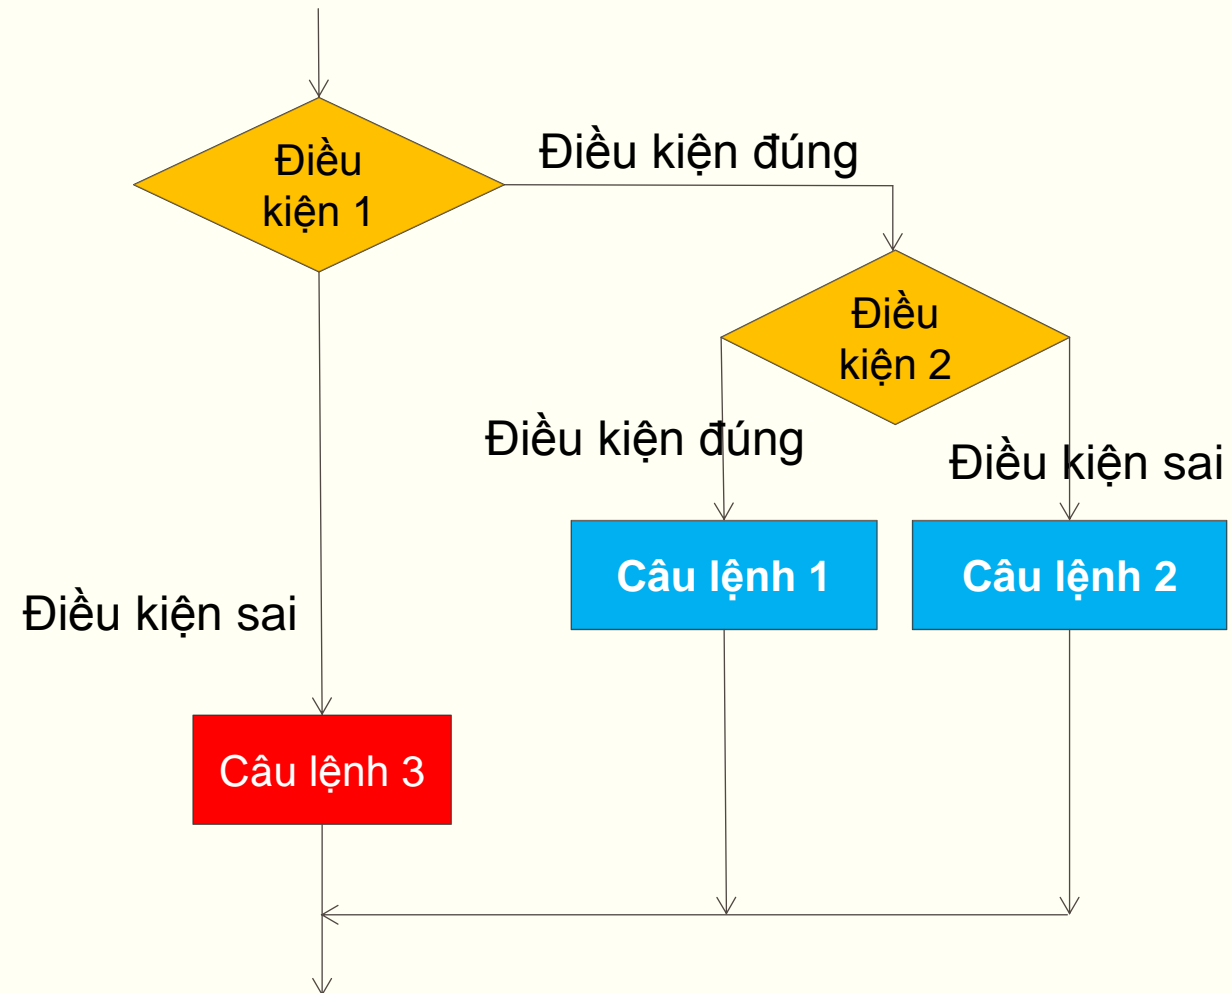 Điều
kiện 1
Điều kiện đúng
Điều
kiện 2
Điều kiện đúng
Điều kiện sai
Câu lệnh 1
Câu lệnh 2
Điều kiện sai
Câu lệnh 3